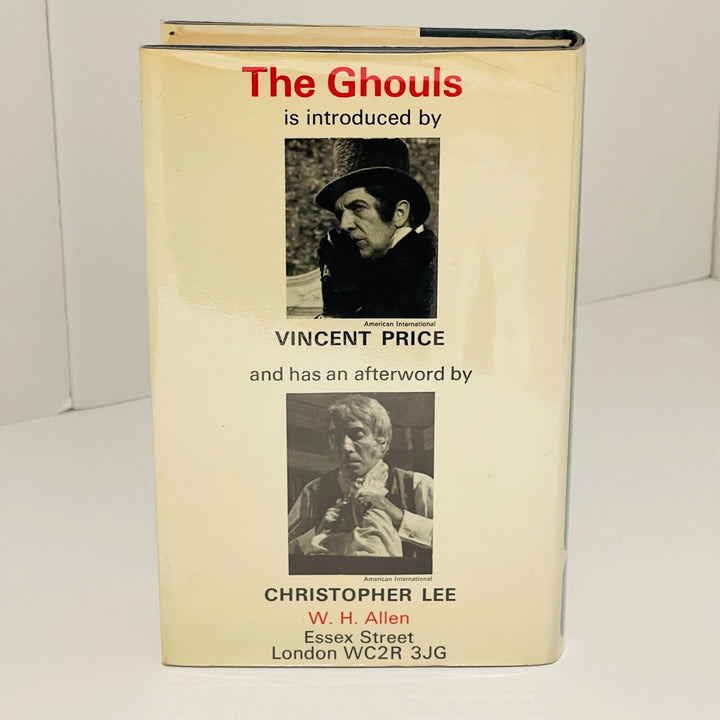 The Ghouls
is introduced by
American International
VINCENT PRICE
and has an afterword by
American International
CHRISTOPHER LEE
W. H. Allen
Essex Street
London WC2R 3JG